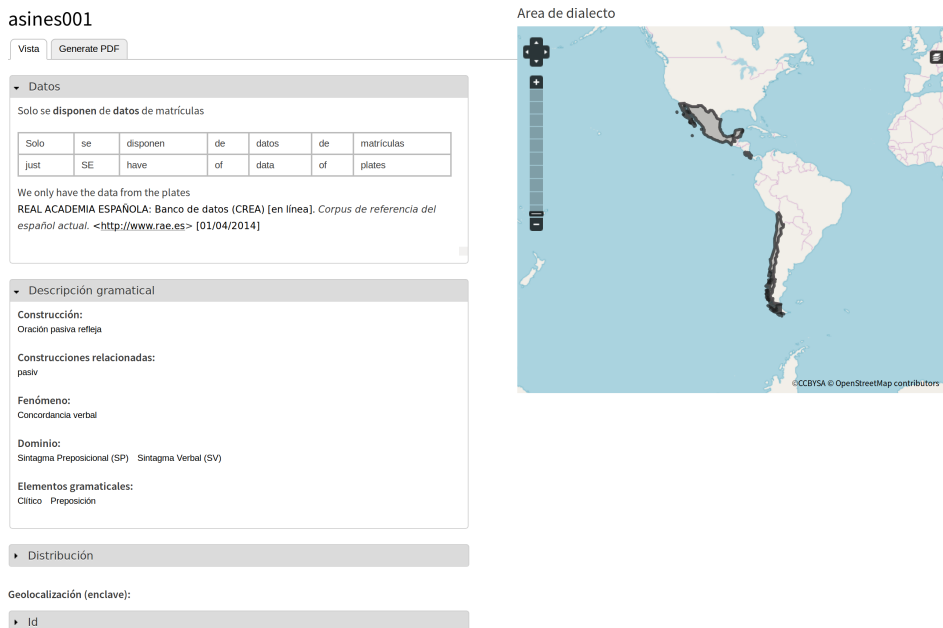 asines001
Vista
Generate PDF
Datos
Solo se disponen de datos de matrículas
Solo se disponen de datos de matrículas
just SE have of data of plates
We only have the data from the plates
REAL ACADEMIA ESPAÑOLA: Banco de datos (CREA) [en línea]. Corpus de referencia del
español actual. <http://www.rae.es> [01/04/2014]
Descripción gramatical
Construcción:
Oración pasiva refleja
Construcciones relacionadas:
pasiv
Fenómeno:
Concordancia verbal
Dominio:
Sintagma Preposicional (SP) Sintagma Verbal (SV)
Elementos gramaticales:
Clítico Preposición
Distribución
Geolocalización (enclave):
Id
Area de dialecto
©CCBYSA © OpenStreetMap contributors